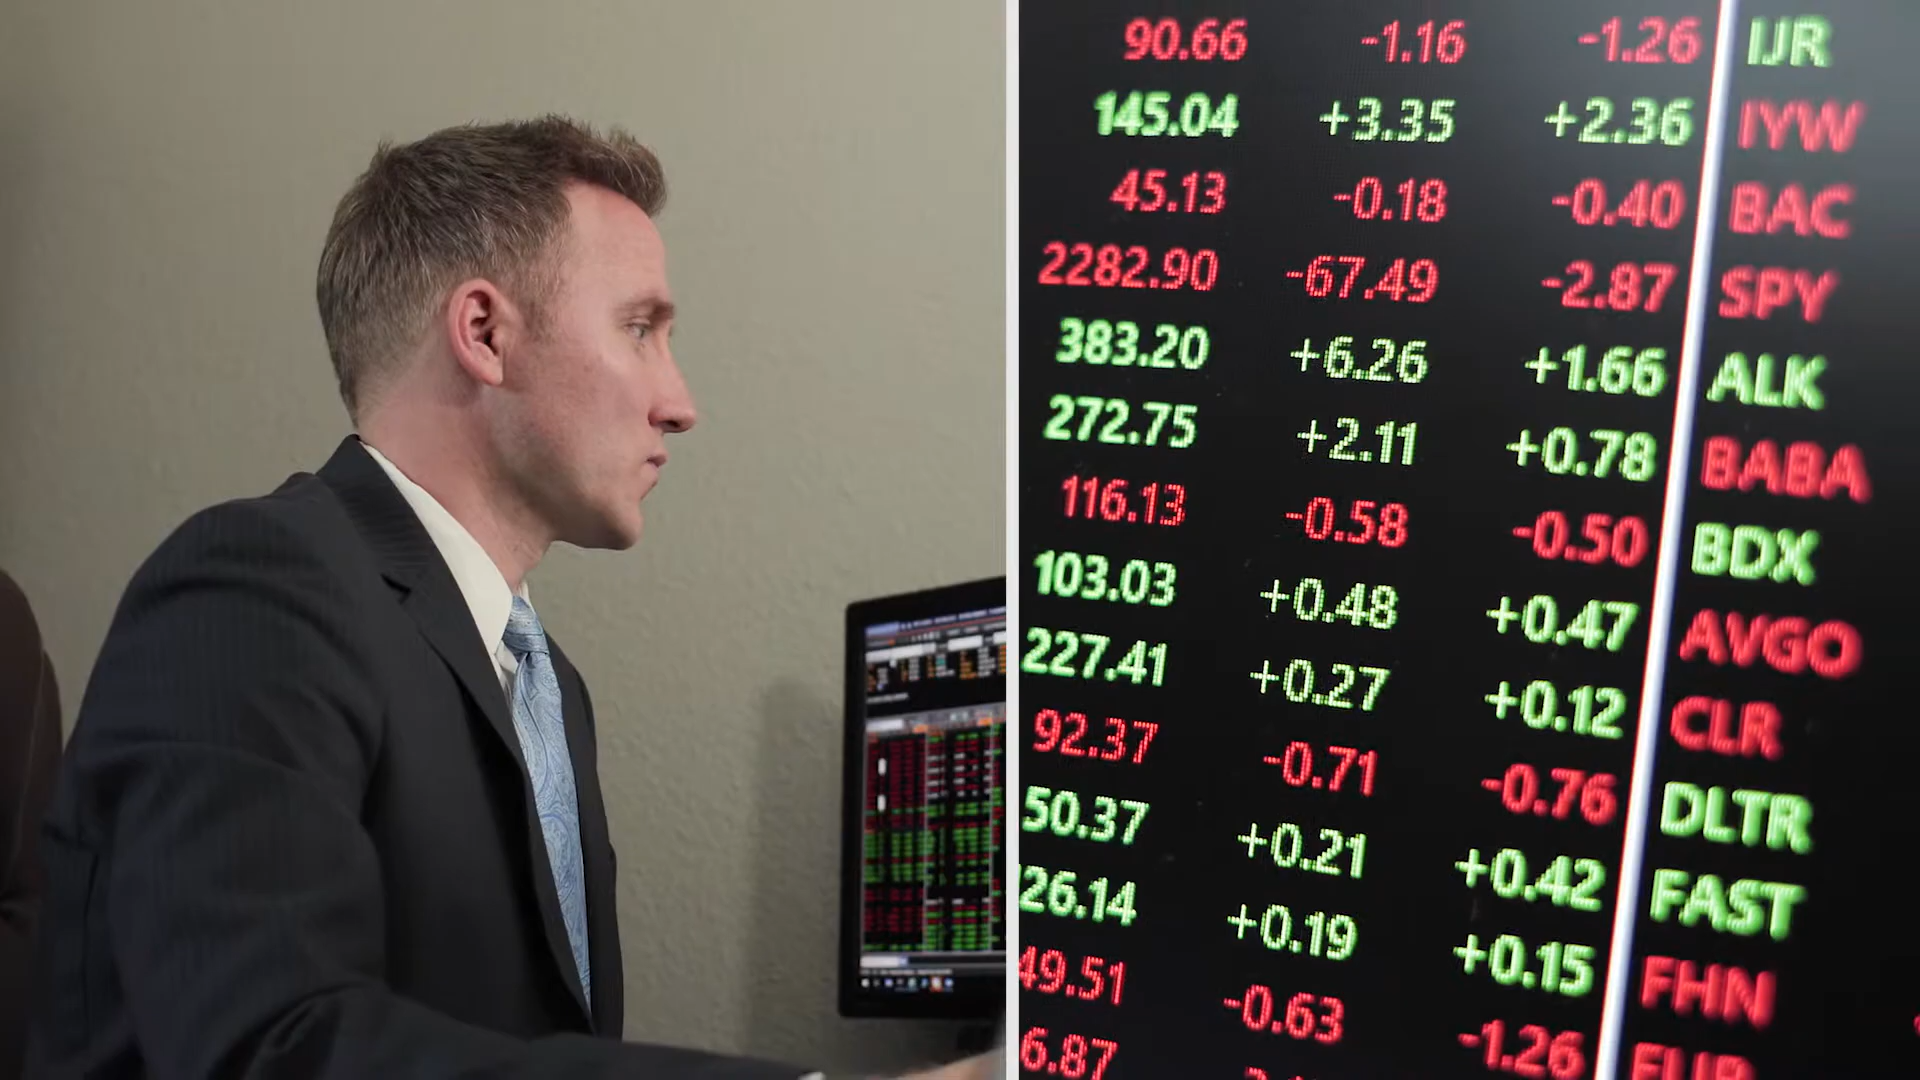 90.66 -1.16 -1.26 IJR
145.04 +3.35 +2.36 IYW
45.13 -0.18 -0.40 BAC
2282.90 -67.49 -2.87 SPY
383.20 +6.26 +1.66 ALK
272.75 +2.11 +0.78 BABA
116.13 -0.58 -0.50 BDX
103.03 +0.48 +0.47 AVGO
227.41 +0.27 +0.12 CLR
92.37 -0.71 -0.76 DLTR
50.37 +0.21 +0.42 FAST
26.14 +0.19 +0.15 FHN
49.51 -0.63 -1.26
6.87